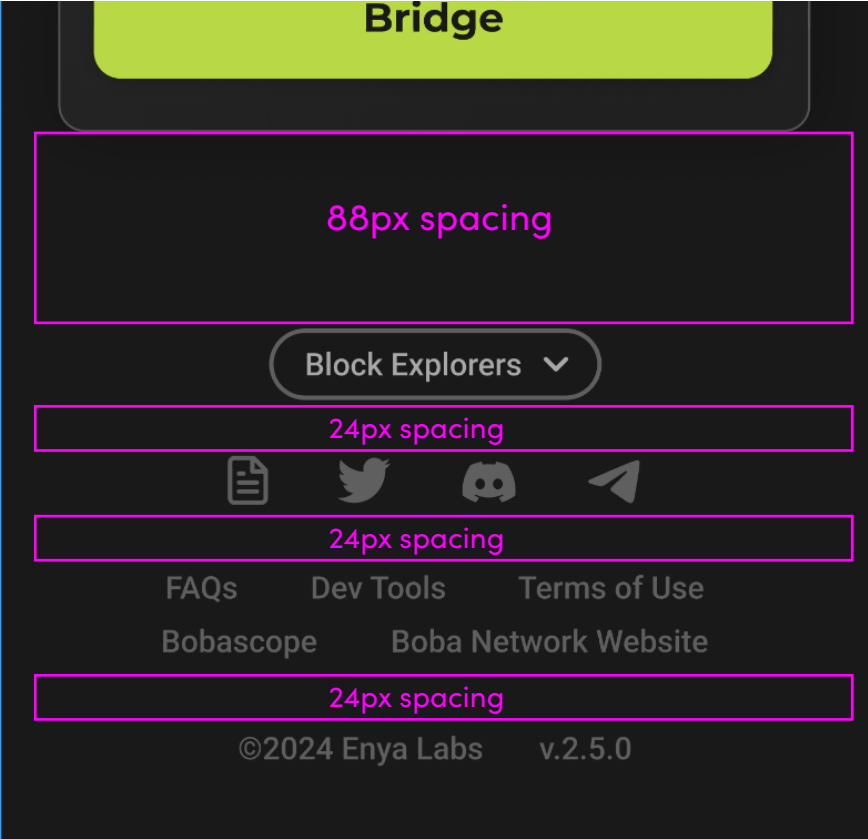 Bridge
88px spacing
Block Explorers
24px spacing
24px spacing
FAQs Dev Tools Terms of Use
Bobascope Boba Network Website
24px spacing
©2024 Enya Labs v.2.5.0